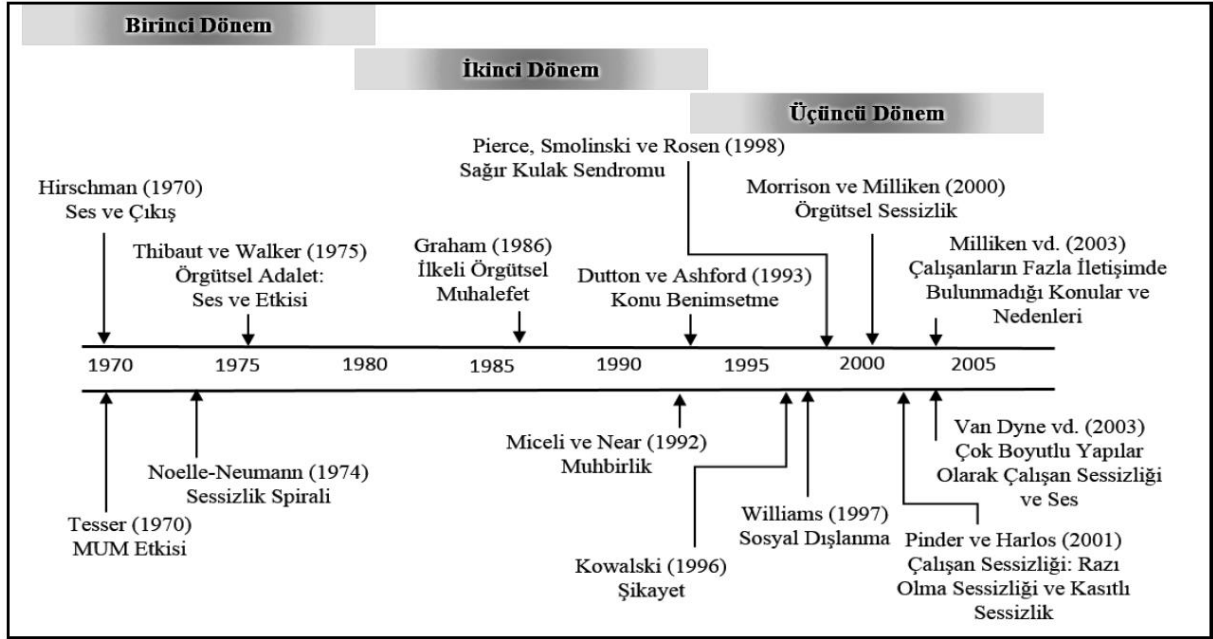 Birinci Dönem
İkinci Dönem
Üçüncü Dönem
Pierce, Smolinski ve Rosen (1998)
Sağır Kulak Sendromu
Hirschman (1970)
Ses ve Çıkış
Morrison ve Milliken (2000)
Örgütsel Sessizlik
Thibaut ve Walker (1975)
Örgütsel Adalet:
Ses ve Etkisi
Graham (1986)
İlkeli Örgütsel
Muhalefet
Dutton ve Ashford (1993)
Konu Benimsetme
Milliken vd. (2003)
Çalışanların Fazla İletişimde
Bulunmadığı Konular ve
Nedenleri
1970 1975 1980 1985 1990 1995 2000 2005
Tesser (1970)
MUM Etkisi
Noelle-Neumann (1974)
Sessizlik Spirali
Miceli ve Near (1992)
Muhbirlik
Kowalski (1996)
Şikayet
Williams (1997)
Sosyal Dışlanma
Van Dyne vd. (2003)
Çok Boyutlu Yapılar
Olarak Çalışan Sessizliği
ve Ses
Pinder ve Harlos (2001)
Çalışan Sessizliği: Razı
Olma Sessizliği ve Kasıtlı
Sessizlik